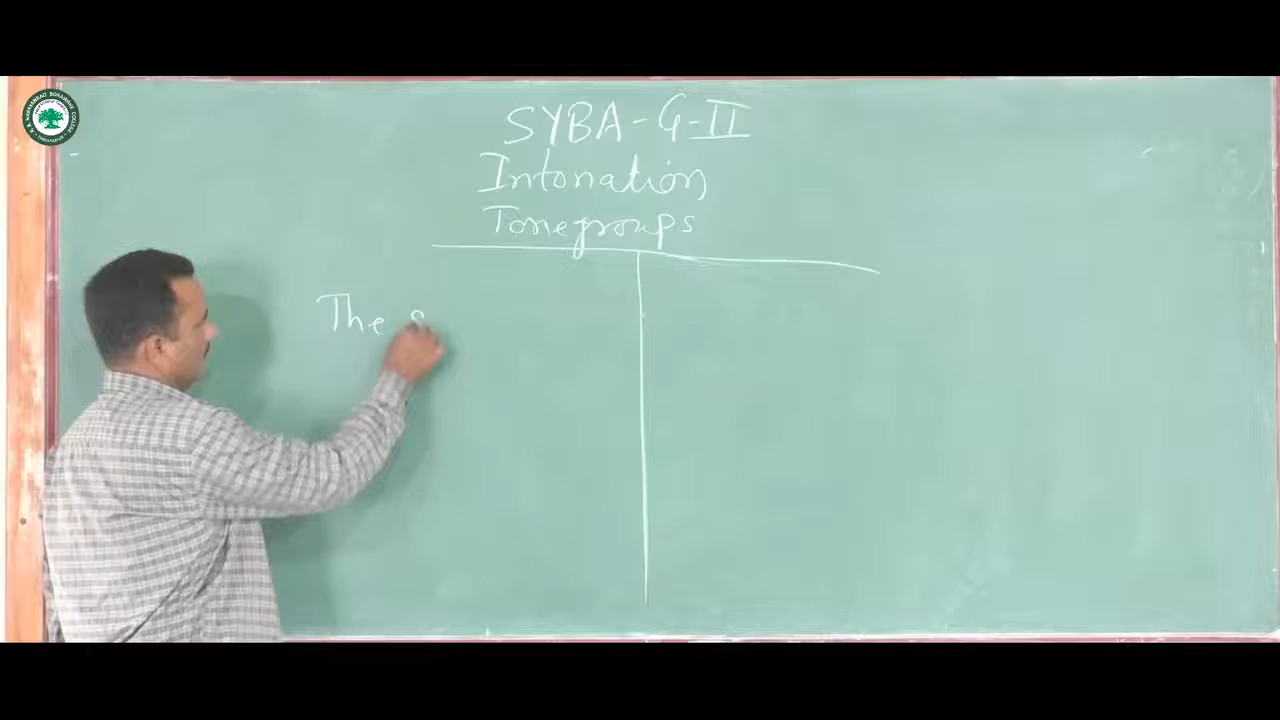 SYBA - G - II
Intonation
Tonegroups
The s